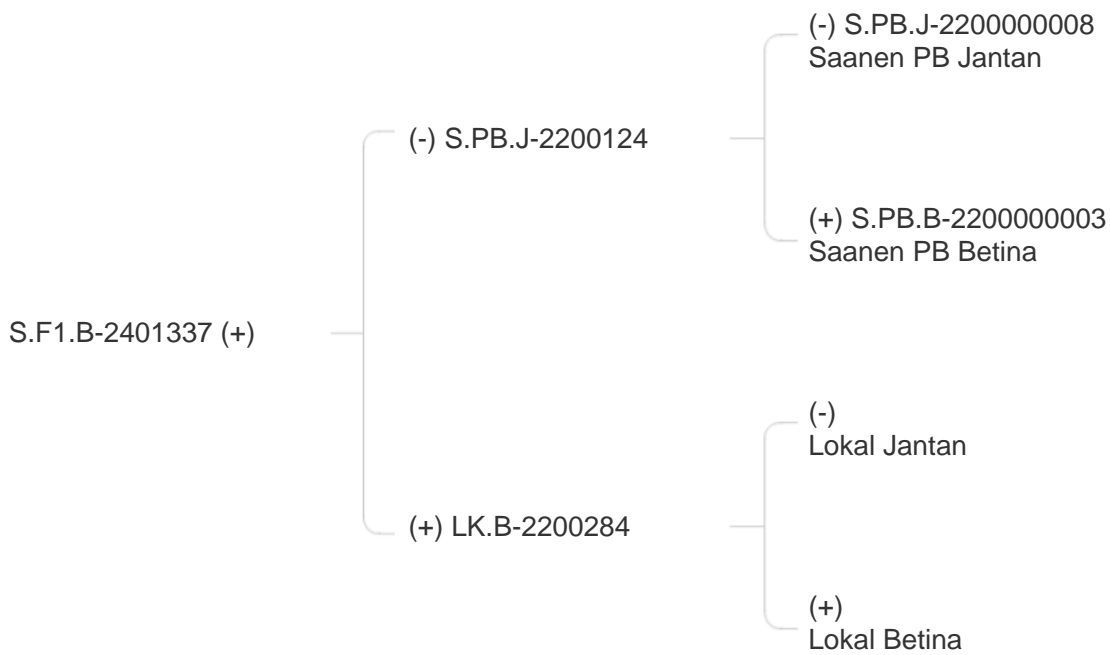 (-) S.PB.J-2200000008
Saanen PB Jantan
(-) S.PB.J-2200124
(+) S.PB.B-2200000003
Saanen PB Betina
S.F1.B-2401337 (+)
(-)
Lokal Jantan
(+) LK.B-2200284
(+)
Lokal Betina